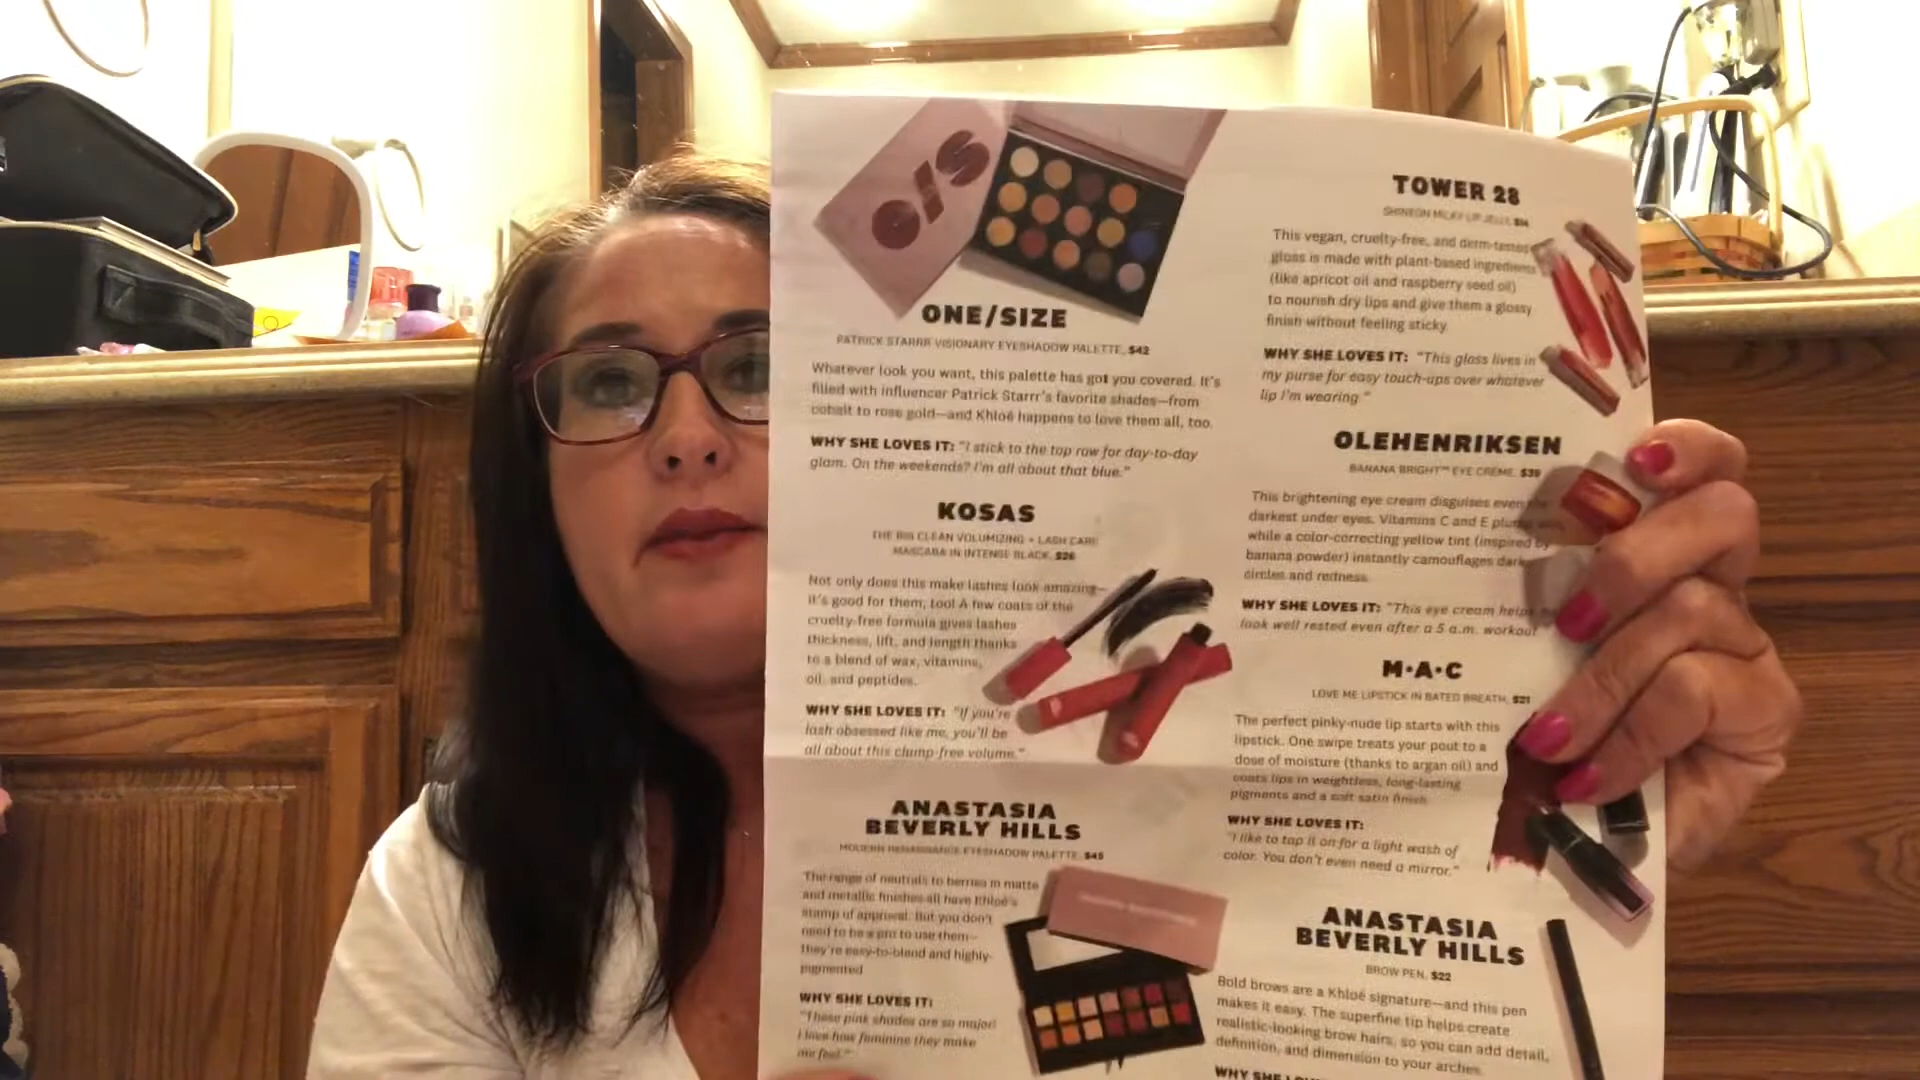 O/S
ONE/SIZE
PATRICK STARRR VISIONARY EYESHADOW PALETTE, $42
Whatever look you want, this palette has got you covered. It's
filled with influencer Patrick Starrr's favorite shades—from
cobalt to rose gold—and Khloé happens to love them all, too.
WHY SHE LOVES IT: "I stick to the top row for day-to-day
glam. On the weekends? I'm all about that blue."
KOSAS
THE BIG CLEAN VOLUMIZING + LASH CARE
MASCARA IN INTENSE BLACK, $26
Not only does this make lashes look amazing—
it's good for them, too! A few coats of the
cruelty-free formula gives lashes
thickness, lift, and length thanks
to a blend of wax, vitamins,
oil, and peptides.
WHY SHE LOVES IT: "If you're
lash obsessed like me, you'll be
all about this clump-free volume."
ANASTASIA
BEVERLY HILLS
MODERN RENAISSANCE EYESHADOW PALETTE, $45
The range of neutrals to berries in matte
and metallic finishes all have Khloé's
stamp of approval. But you don't
need to be a pro to use them—
they're easy-to-blend and highly-
pigmented
WHY SHE LOVES IT:
"These pink shades are so major!
I love how feminine they make
me feel."
TOWER 28
SHINEON MILKY LIP JELLY, $14
This vegan, cruelty-free, and derm-tested
gloss is made with plant-based ingredients
(like apricot oil and raspberry seed oil)
to nourish dry lips and give them a glossy
finish without feeling sticky.
WHY SHE LOVES IT: "This gloss lives in
my purse for easy touch-ups over whatever
lip I'm wearing."
OLEHENRIKSEN
BANANA BRIGHT™ EYE CRÈME, $39
This brightening eye cream disguises even
darkest under eyes. Vitamins C and E
while a color-correcting yellow tint (inspired by
banana powder) instantly camouflages dark
circles and redness.
WHY SHE LOVES IT: "This eye cream helps
look well rested even after a 5 a.m. workout
M·A·C
LOVE ME LIPSTICK IN BATED BREATH, $21
The perfect pinky-nude lip starts with this
lipstick. One swipe treats your pout to a
dose of moisture (thanks to argan oil) and
coats lips in weightless, long-lasting
pigments and a soft satin finish.
WHY SHE LOVES IT:
"I like to tap it on for a light wash of
color. You don't even need a mirror."
ANASTASIA
BEVERLY HILLS
BROW PEN, $22
Bold brows are a Khloé signature—and this pen
makes it easy. The superfine tip helps create
realistic-looking brow hairs, so you can add detail,
definition, and dimension to your arches.
WHY SHE